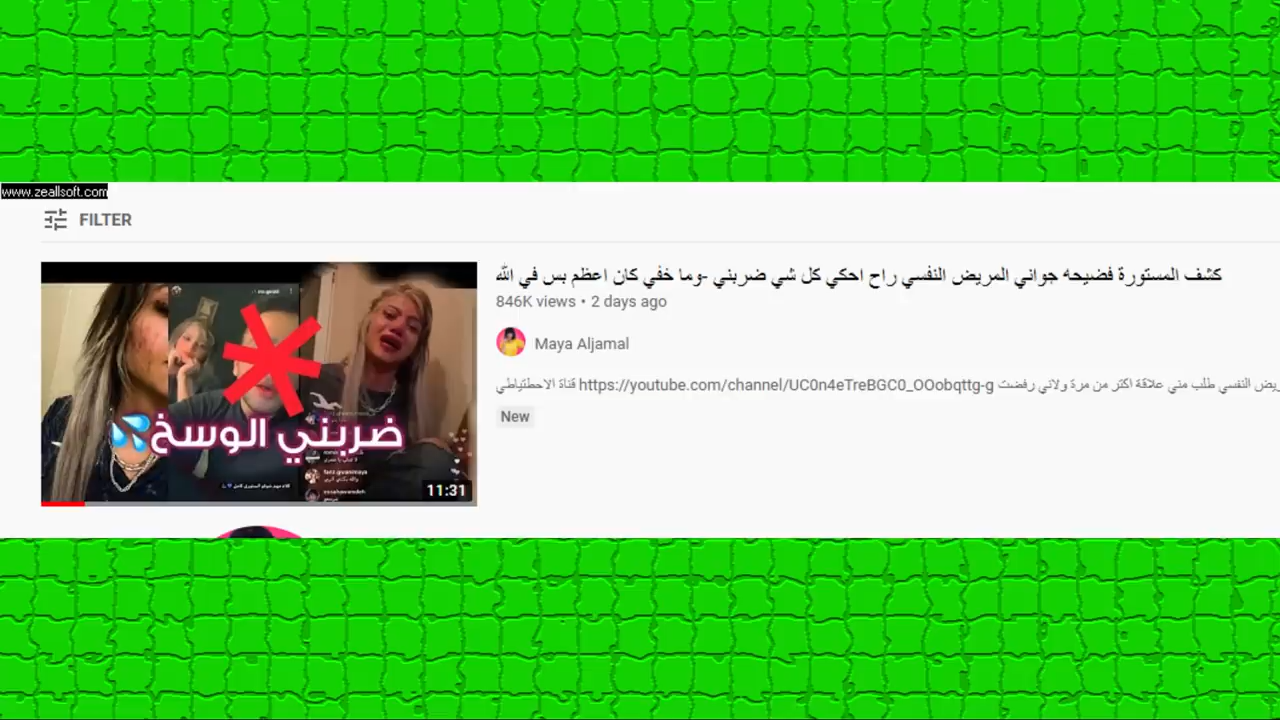 www.zeallsoft.com
FILTER
كشف المستورة فضيحه جواني المريض النفسي راح احكي كل شي ضربني -وما خفي كان اعظم بس في الله
846K views • 2 days ago
Maya Aljamal
ريض النفسي طلب مني علاقة اكتر من مرة ولاني رفضت https://youtube.com/channel/UC0n4eTreBGC0_OOobqttg-g قناة الاحطتياطي
New
ضربني الوسخ
11:31